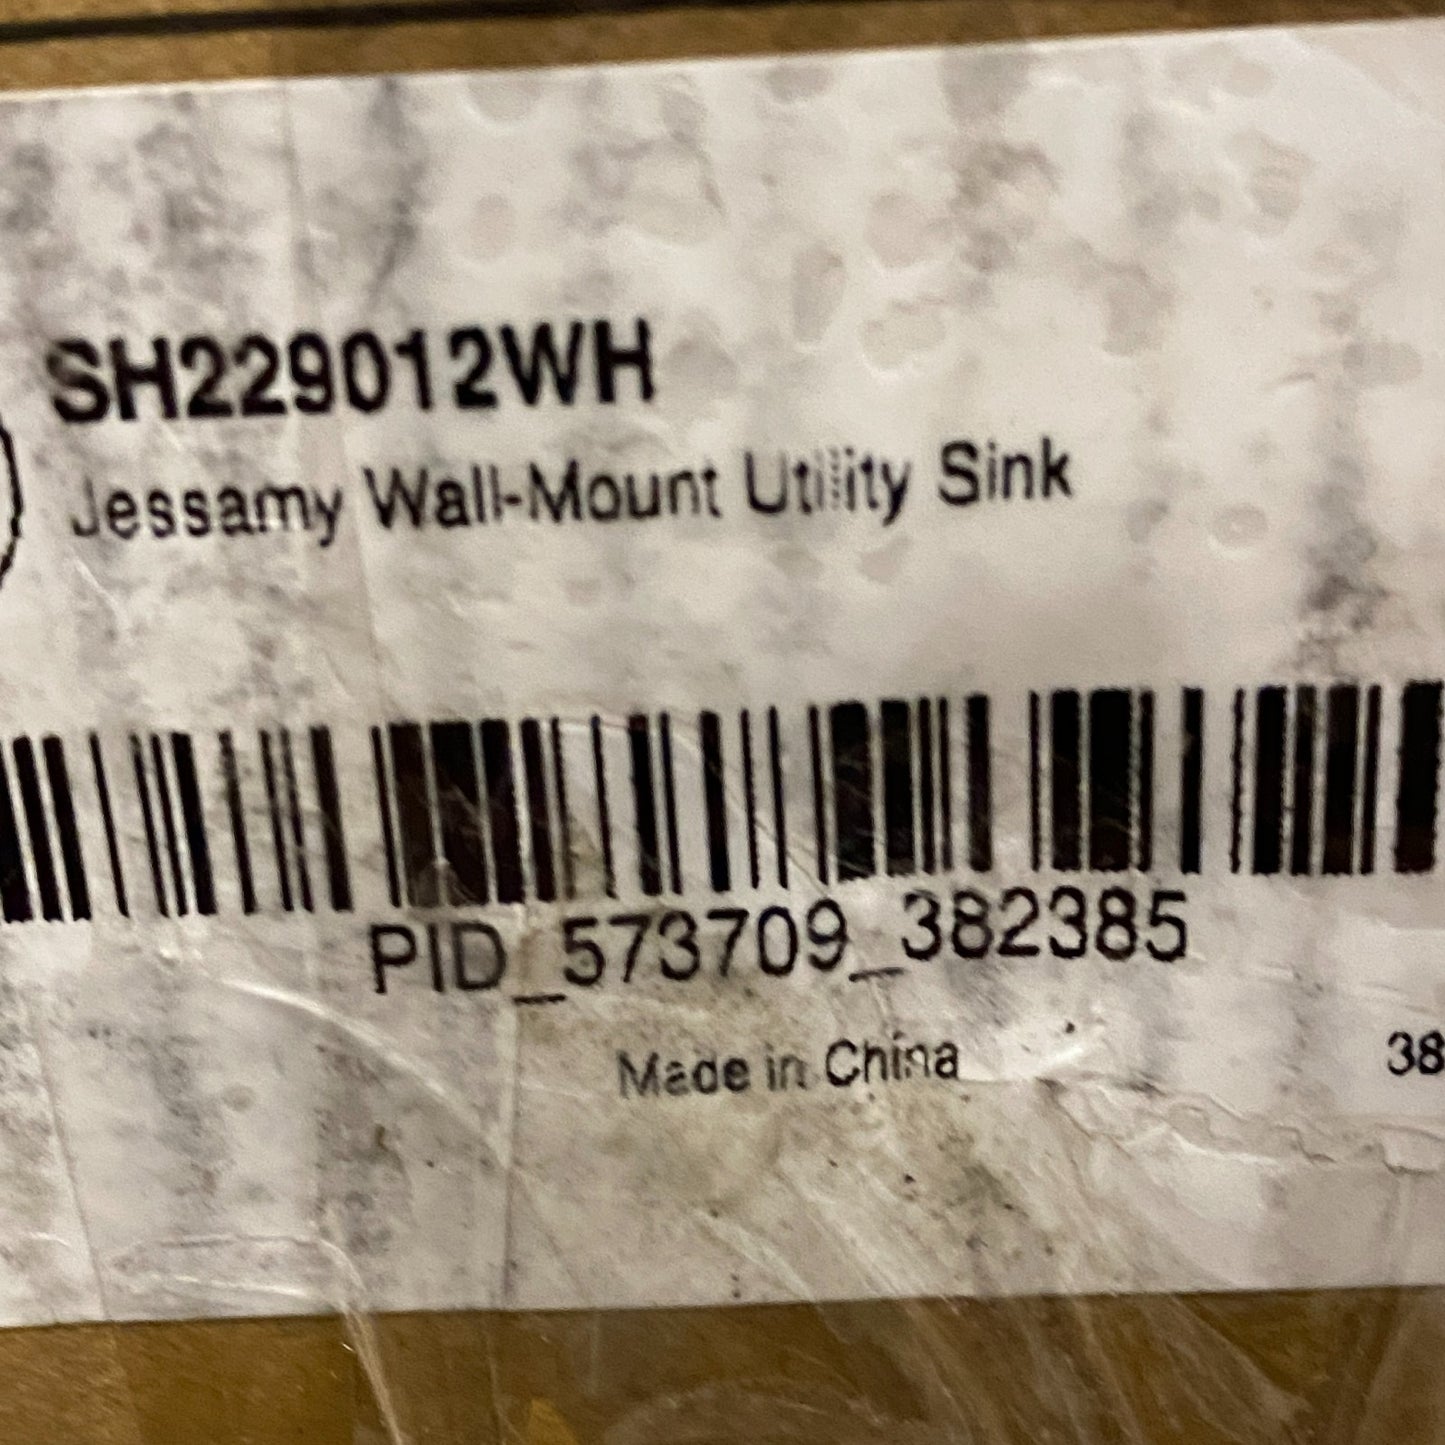 SH229012WH
Jessamy Wall-Mount Utility Sink
PID_573709_382385
Made in China
38